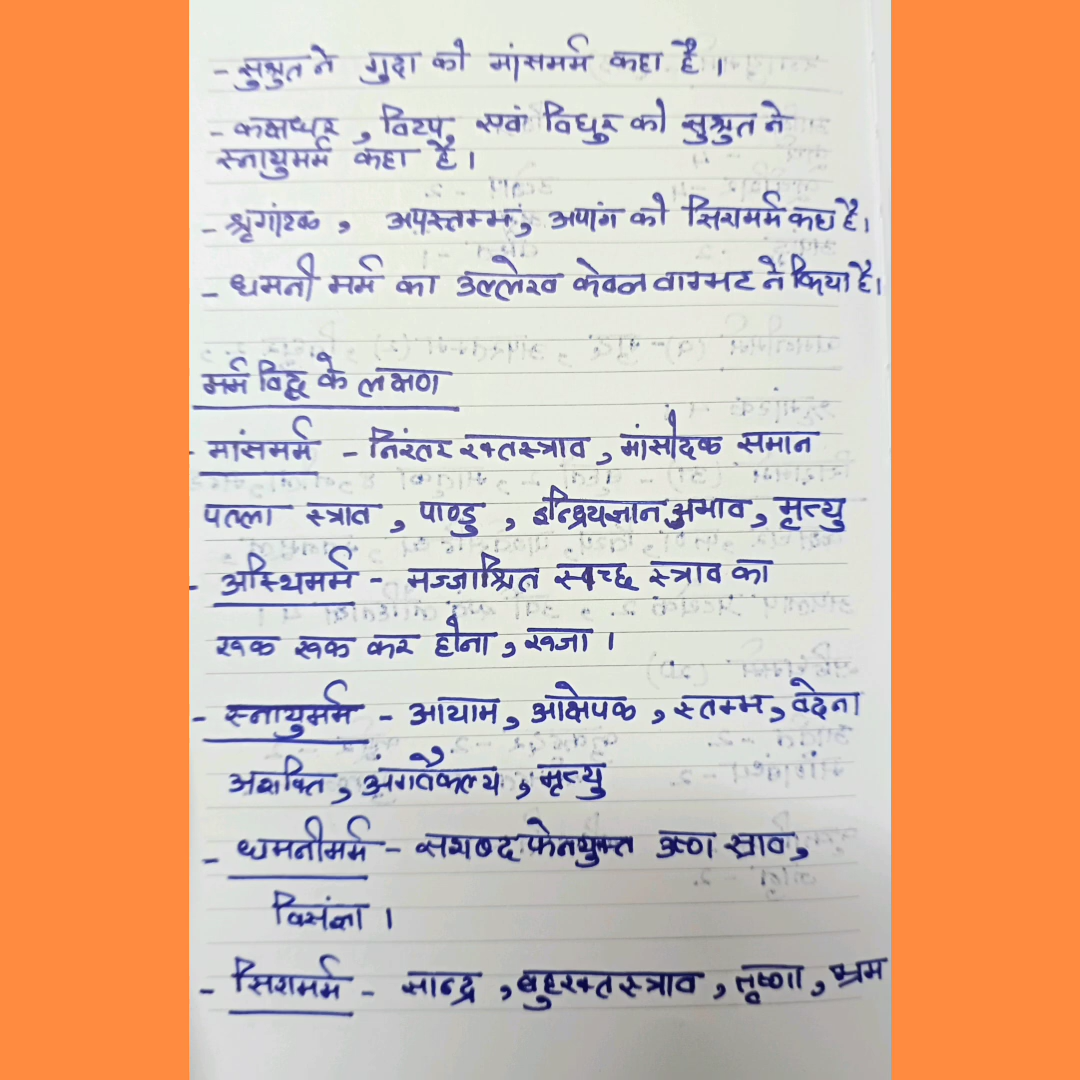 - सुश्रुत ने गुदा को मांसमर्म कहा है ।
- कक्षधर , विटप, एवं विधुर को सुश्रुत ने
स्नायुमर्म कहा है ।
- श्रृगांटक , अपस्तम्भ, अपांग को सिरामर्म कहा है।
- धमनी मर्म का उल्लेख केवल वाग्भट ने किया है।
मर्म विद्ध के लक्षण
- मांसमर्म - निरंतर रक्तस्त्राव , मांसोदक समान
पतला स्त्राव , पाण्डु , इन्द्रियज्ञान अभाव, मृत्यु
- अस्थिमर्म - मज्जाश्रित स्वच्छ स्त्राव का
रूक रूक कर होना , रूजा ।
- स्नायुमर्म - आयाम, आक्षेपक , स्तम्भ, वेदना
अशक्ति, अंगवैकल्य , मृत्यु
- धमनीमर्म - सशब्द फेनयुक्त उष्ण स्राव,
विसंज्ञा ।
- सिरामर्म - सान्द्र , बहुरक्तस्त्राव , तृष्णा , भ्रम